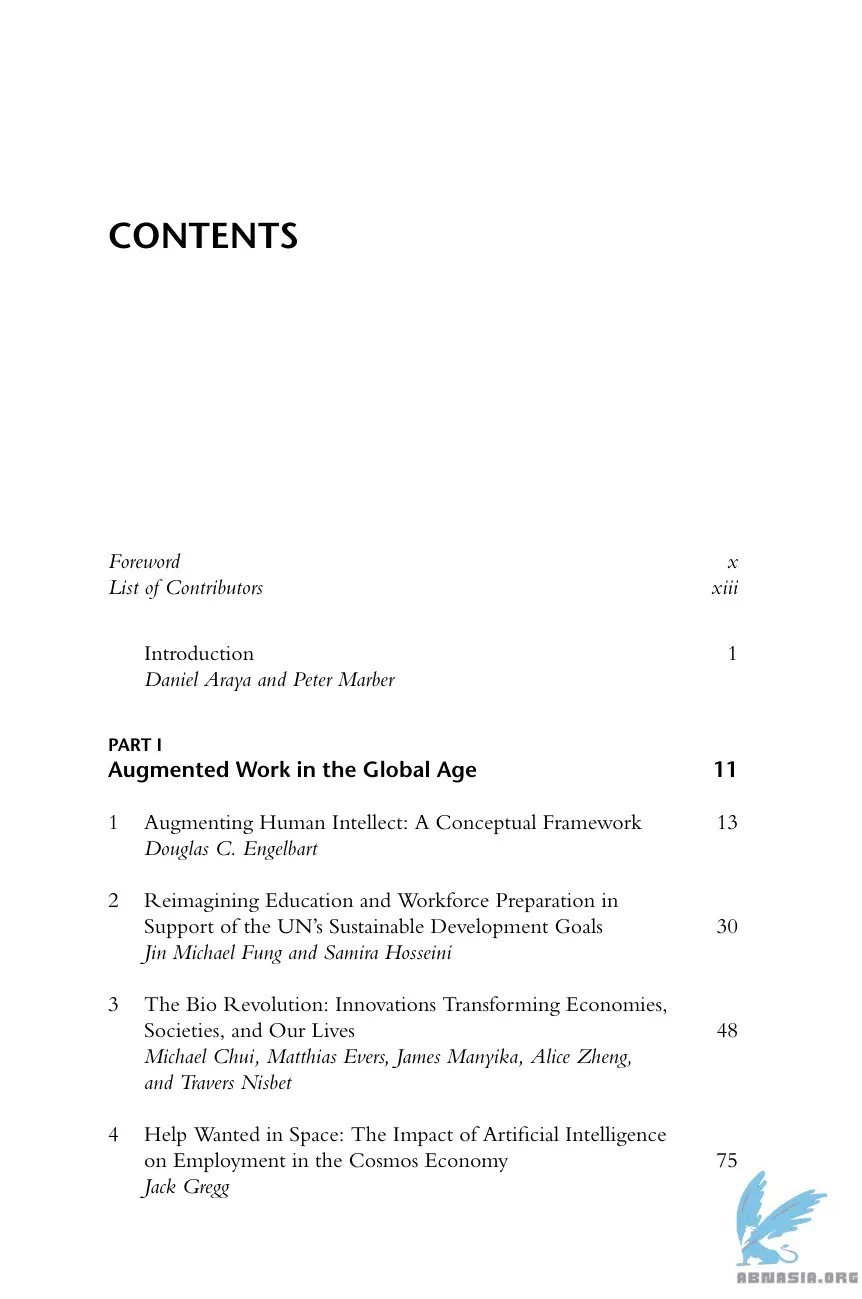 CONTENTS
Foreword x
List of Contributors xiii
Introduction 1
Daniel Araya and Peter Marber
PART I
Augmented Work in the Global Age 11
1 Augmenting Human Intellect: A Conceptual Framework 13
Douglas C. Engelbart
2 Reimagining Education and Workforce Preparation in
Support of the UN’s Sustainable Development Goals 30
Jin Michael Fung and Samira Hosseini
3 The Bio Revolution: Innovations Transforming Economies,
Societies, and Our Lives 48
Michael Chui, Matthias Evers, James Manyika, Alice Zheng,
and Travers Nisbet
4 Help Wanted in Space: The Impact of Artificial Intelligence
on Employment in the Cosmos Economy 75
Jack Gregg
ABNASIA.ORG